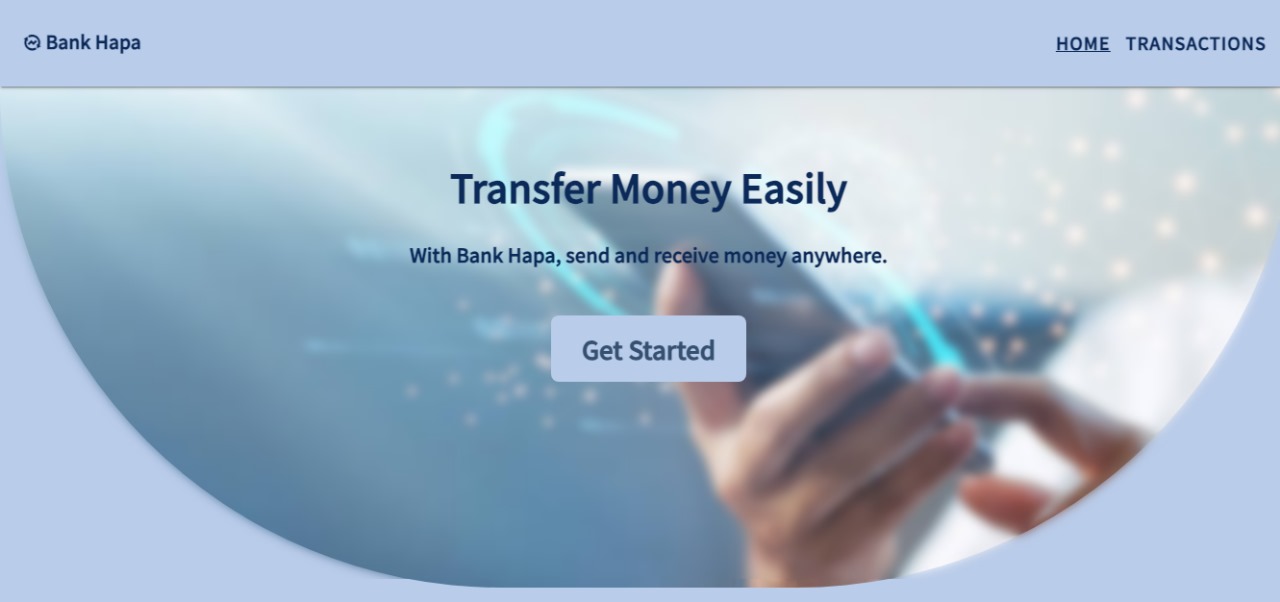 Bank Hapa
HOME TRANSACTIONS
Transfer Money Easily
With Bank Hapa, send and receive money anywhere.
Get Started